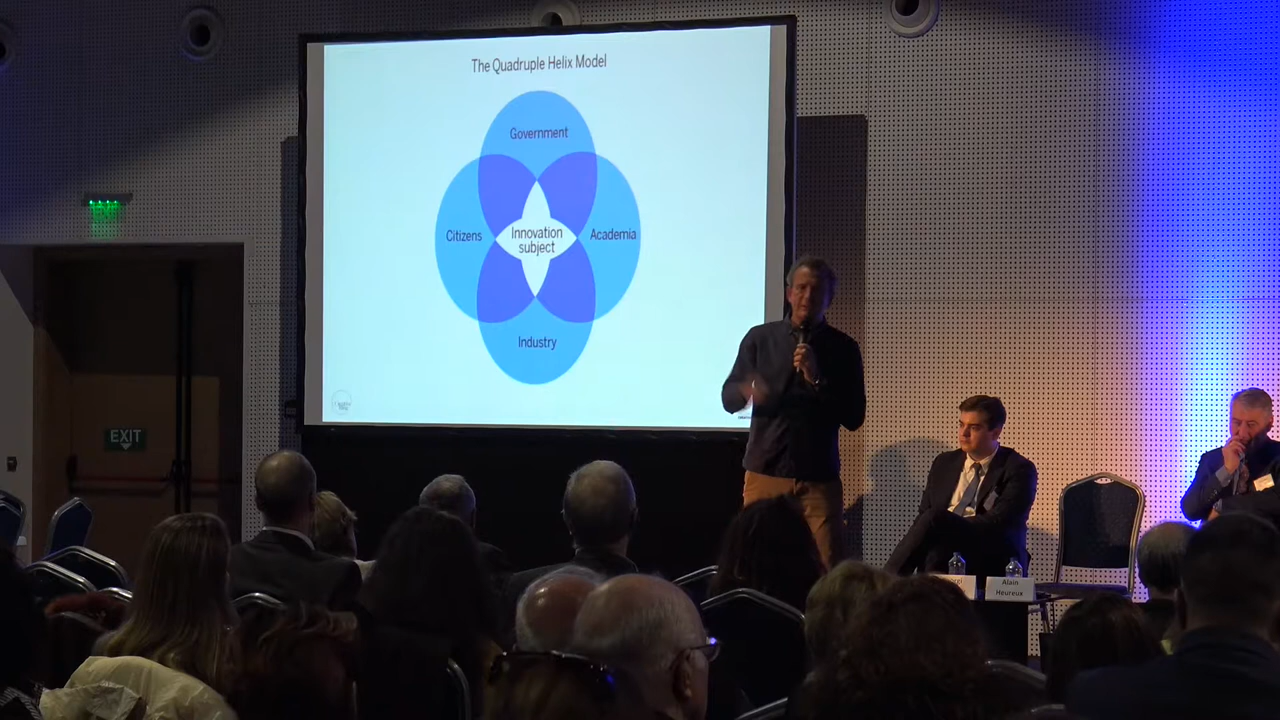 The Quadruple Helix Model
Government
Citizens
Innovation
subject
Academia
Industry
EXIT
Alain
Heureux